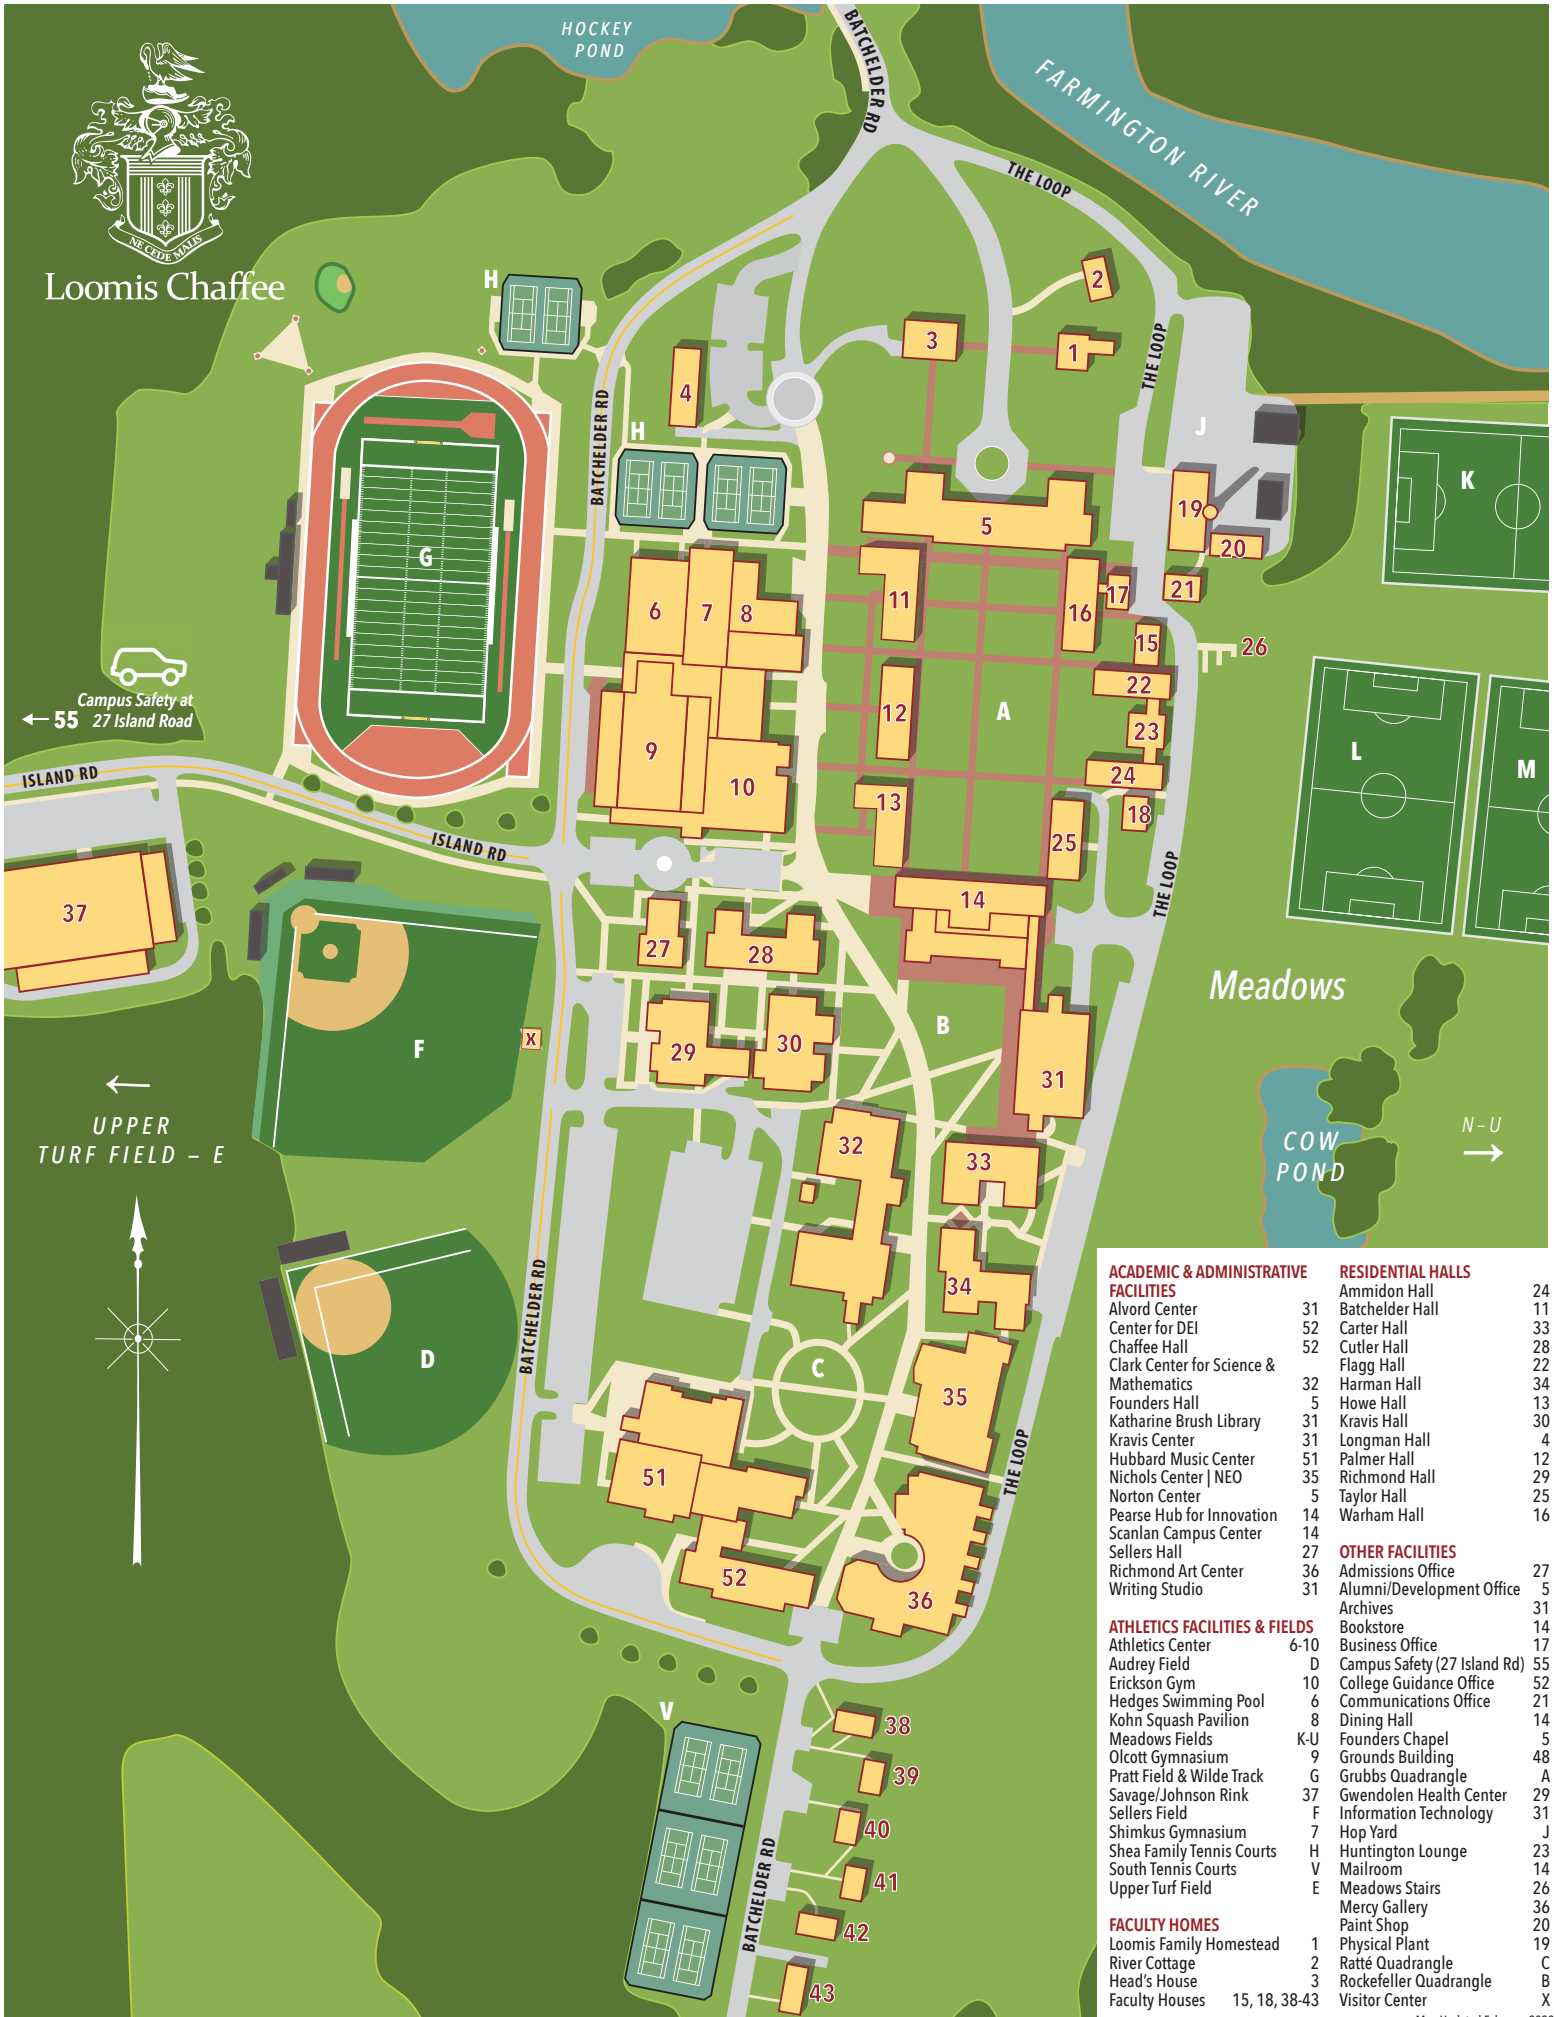 HOCKEY
POND
BATCHELDER RD
FARMINGTON RIVER
THE LOOP
NE CEDE MALIS
Loomis Chaffee
H
2
3
1
THE LOOP
4
BATCHELDER RD
H
J
K
5
19
20
G
6
7
8
11
16
17
21
15
26
Campus Safety at
55 27 Island Road
22
12
A
23
9
10
24
L
M
ISLAND RD
13
18
25
ISLAND RD
THE LOOP
37
14
27
28
Meadows
X
F
29
30
B
31
UPPER
TURF FIELD – E
32
33
COW
POND
N–U
34
BATCHELDER RD
D
C
35
THE LOOP
51
52
36
V
38
39
40
41
BATCHELDER RD
42
43
ACADEMIC & ADMINISTRATIVE
FACILITIES
Alvord Center 31
Center for DEI 52
Chaffee Hall 52
Clark Center for Science &
Mathematics 32
Founders Hall 5
Katharine Brush Library 31
Kravis Center 31
Hubbard Music Center 51
Nichols Center | NEO 35
Norton Center 5
Pearse Hub for Innovation 14
Scanlan Campus Center 14
Sellers Hall 27
Richmond Art Center 36
Writing Studio 31
ATHLETICS FACILITIES & FIELDS
Athletics Center 6-10
Audrey Field D
Erickson Gym 10
Hedges Swimming Pool 6
Kohn Squash Pavilion 8
Meadows Fields K-U
Olcott Gymnasium 9
Pratt Field & Wilde Track G
Savage/Johnson Rink 37
Sellers Field F
Shimkus Gymnasium 7
Shea Family Tennis Courts H
South Tennis Courts V
Upper Turf Field E
FACULTY HOMES
Loomis Family Homestead 1
River Cottage 2
Head's House 3
Faculty Houses 15, 18, 38-43
RESIDENTIAL HALLS
Ammidon Hall 24
Batchelder Hall 11
Carter Hall 33
Cutler Hall 28
Flagg Hall 22
Harman Hall 34
Howe Hall 13
Kravis Hall 30
Longman Hall 4
Palmer Hall 12
Richmond Hall 29
Taylor Hall 25
Warham Hall 16
OTHER FACILITIES
Admissions Office 27
Alumni/Development Office 5
Archives 31
Bookstore 14
Business Office 17
Campus Safety (27 Island Rd) 55
College Guidance Office 52
Communications Office 21
Dining Hall 14
Founders Chapel 5
Grounds Building 48
Grubbs Quadrangle A
Gwendolen Health Center 29
Information Technology 31
Hop Yard J
Huntington Lounge 23
Mailroom 14
Meadows Stairs 26
Mercy Gallery 36
Paint Shop 20
Physical Plant 19
Ratté Quadrangle C
Rockefeller Quadrangle B
Visitor Center X